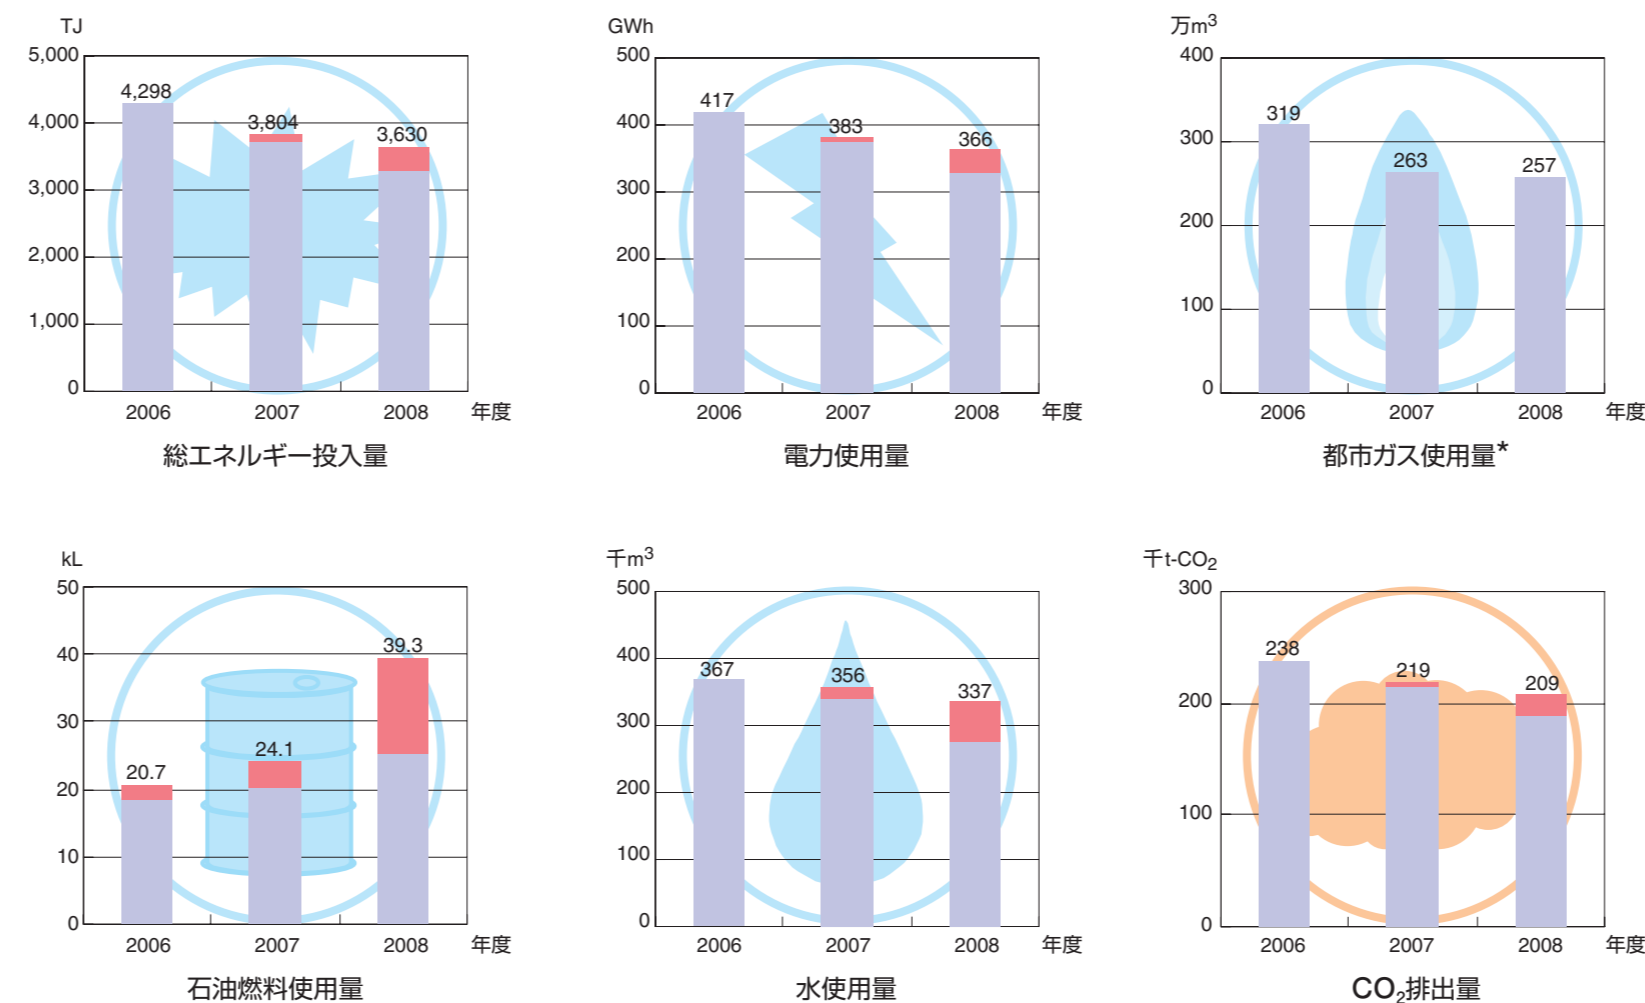 TJ
5,000
4,000
3,000
2,000
1,000
0
4,298
3,804
3,630
2006 2007 2008 年度
総エネルギー投入量
GWh
500
400
300
200
100
0
417
383
366
2006 2007 2008 年度
電力使用量
万m³
400
300
200
100
0
319
263
257
2006 2007 2008 年度
都市ガス使用量*
kL
50
40
30
20
10
0
20.7
24.1
39.3
2006 2007 2008 年度
石油燃料使用量
千m³
500
400
300
200
100
0
367
356
337
2006 2007 2008 年度
水使用量
千t-CO₂
300
200
100
0
238
219
209
2006 2007 2008 年度
CO₂排出量